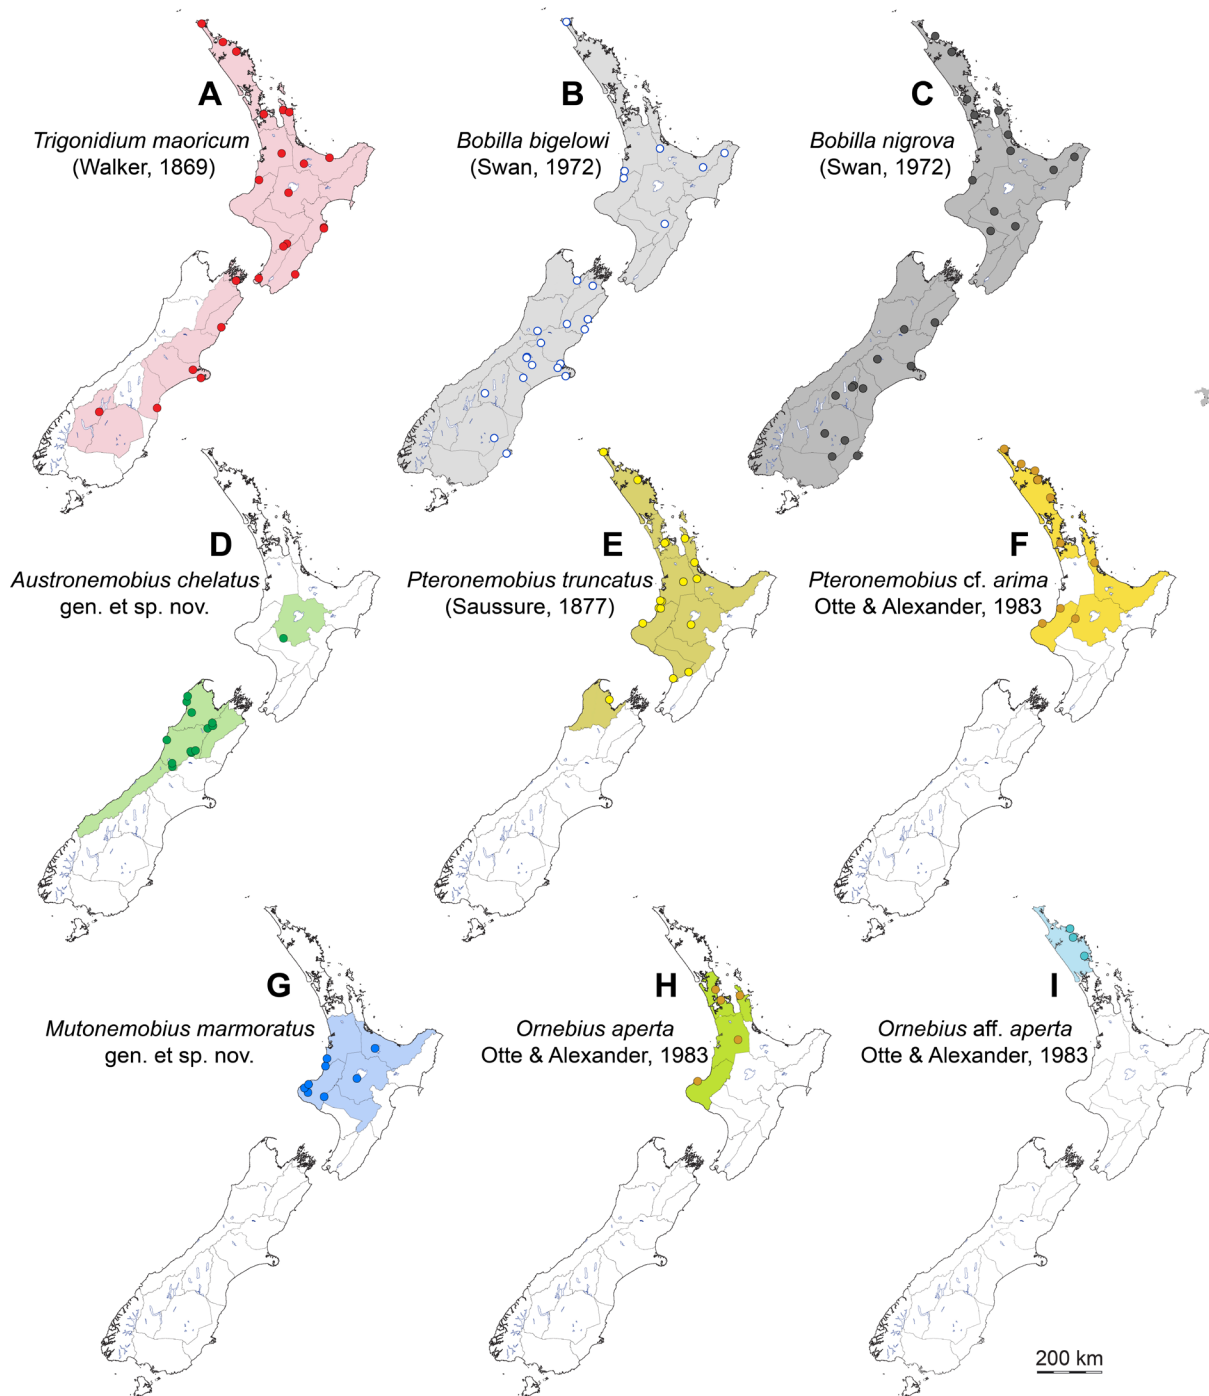 A
Trigonidium maoricum
(Walker, 1869)
B
Bobilla bigelowi
(Swan, 1972)
C
Bobilla nigrova
(Swan, 1972)
D
Austronemobius chelatus
gen. et sp. nov.
E
Pteronemobius truncatus
(Saussure, 1877)
F
Pteronemobius cf. arima
Otte & Alexander, 1983
G
Mutonemobius marmoratus
gen. et sp. nov.
H
Ornebius aperta
Otte & Alexander, 1983
I
Ornebius aff. aperta
Otte & Alexander, 1983
200 km